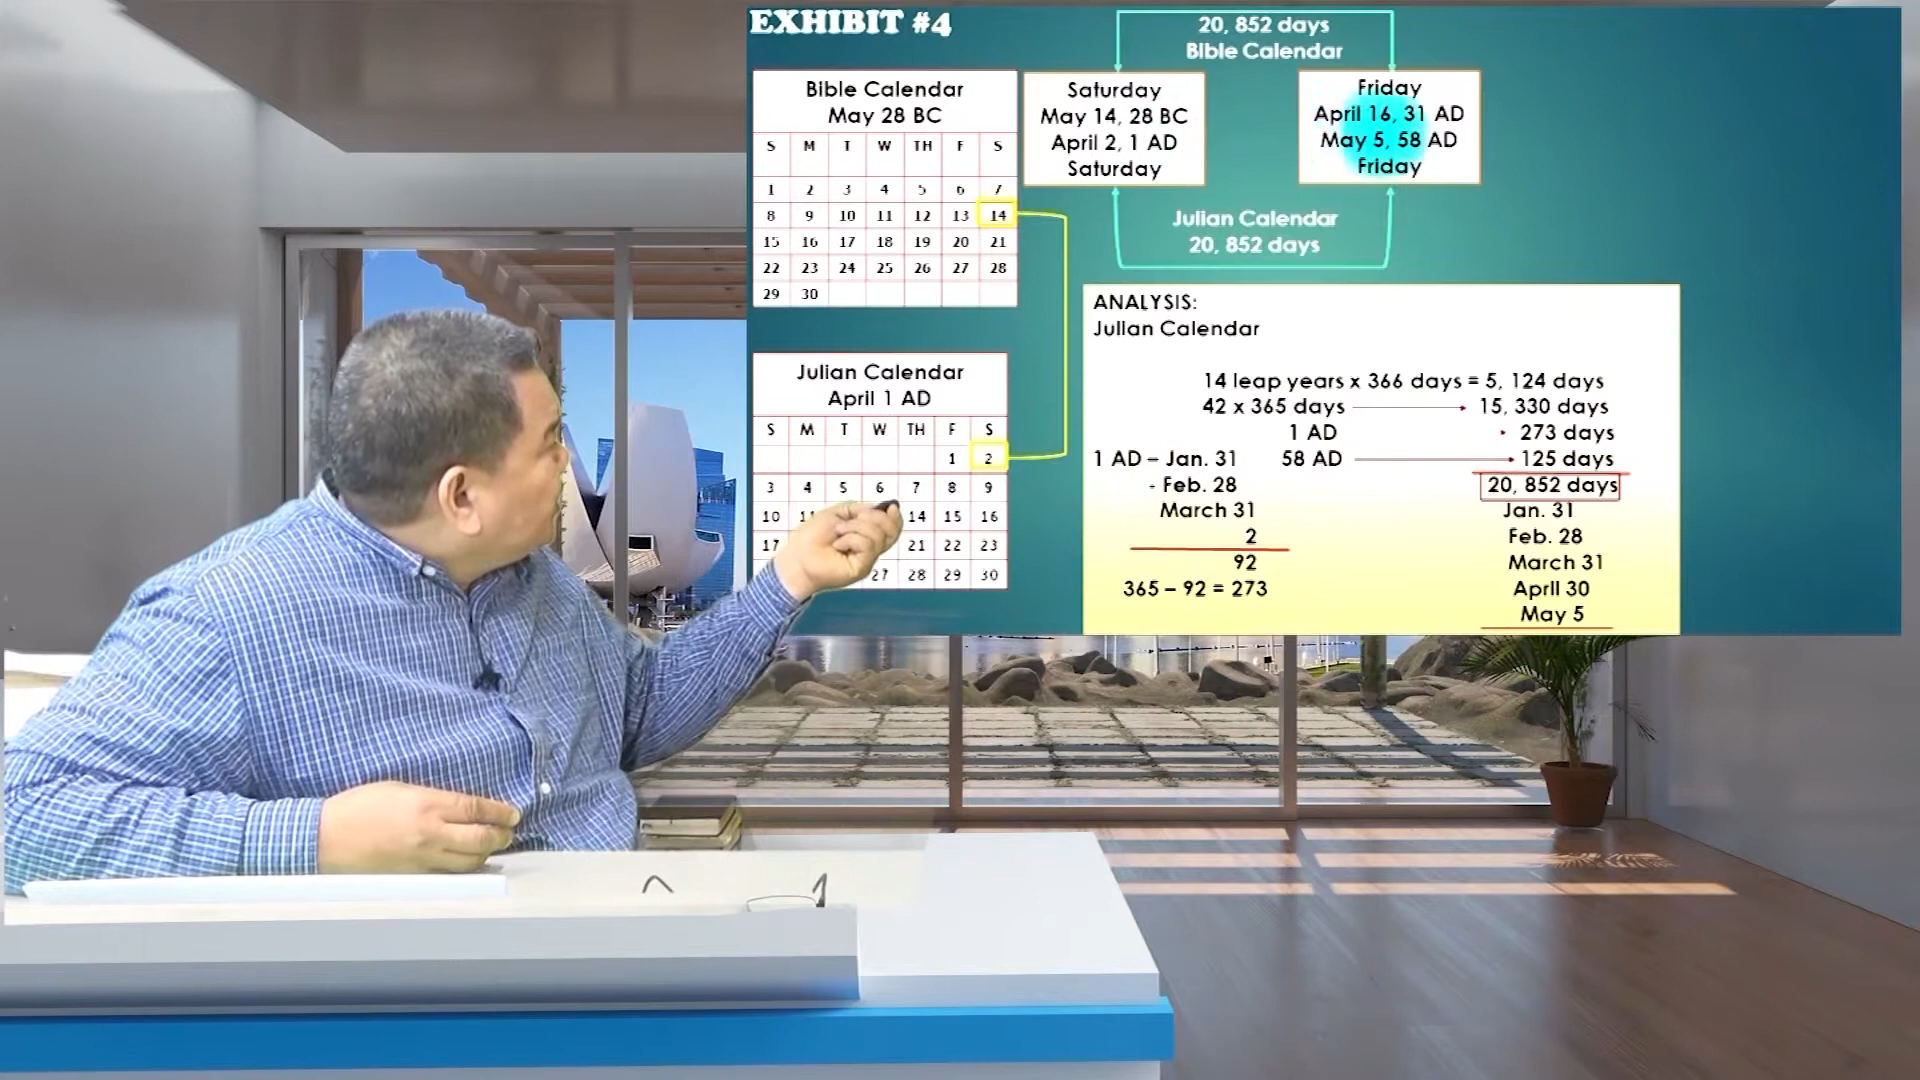 EXHIBIT #4
20, 852 days
Bible Calendar
Bible Calendar
May 28 BC
S M T W TH F S
1 2 3 4 5 6 7
8 9 10 11 12 13 14
15 16 17 18 19 20 21
22 23 24 25 26 27 28
29 30
Saturday
May 14, 28 BC
April 2, 1 AD
Saturday
Friday
April 16, 31 AD
May 5, 58 AD
Friday
Julian Calendar
20, 852 days
Julian Calendar
April 1 AD
S M T W TH F S
1 2
3 4 5 6 7 8 9
10 11 14 15 16
17 21 22 23
27 28 29 30
ANALYSIS:
Julian Calendar
14 leap years x 366 days = 5, 124 days
42 x 365 days 15, 330 days
1 AD 273 days
1 AD – Jan. 31 58 AD 125 days
- Feb. 28 20, 852 days
March 31 Jan. 31
2 Feb. 28
92 March 31
365 – 92 = 273 April 30
May 5